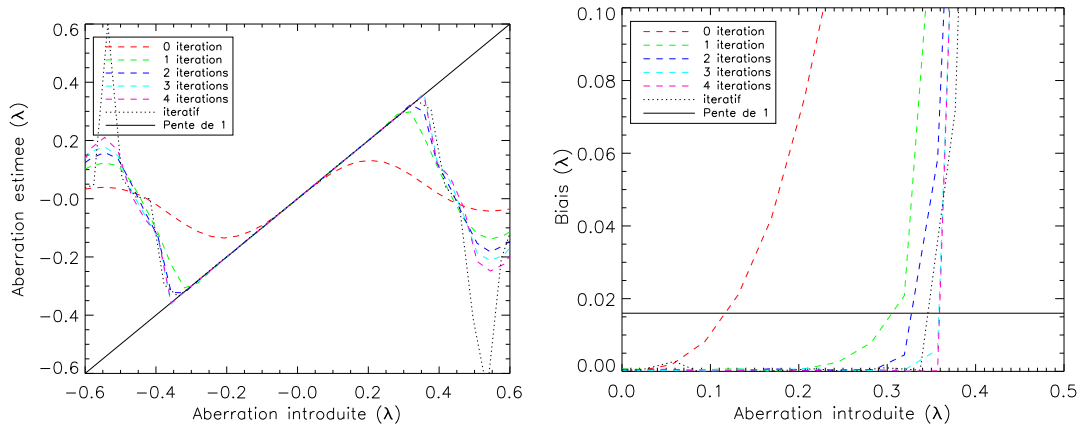 0.6
0.4
0.2
−0.0
−0.2
−0.4
−0.6
Aberration estimee (λ)
0 iteration
1 iteration
2 iterations
3 iterations
4 iterations
iteratif
Pente de 1
−0.6
−0.4
−0.2
−0.0
0.2
0.4
0.6
Aberration introduite (λ)
0.10
0.08
0.06
0.04
0.02
0.00
Biais (λ)
0 iteration
1 iteration
2 iterations
3 iterations
4 iterations
iteratif
Pente de 1
0.0
0.1
0.2
0.3
0.4
0.5
Aberration introduite (λ)